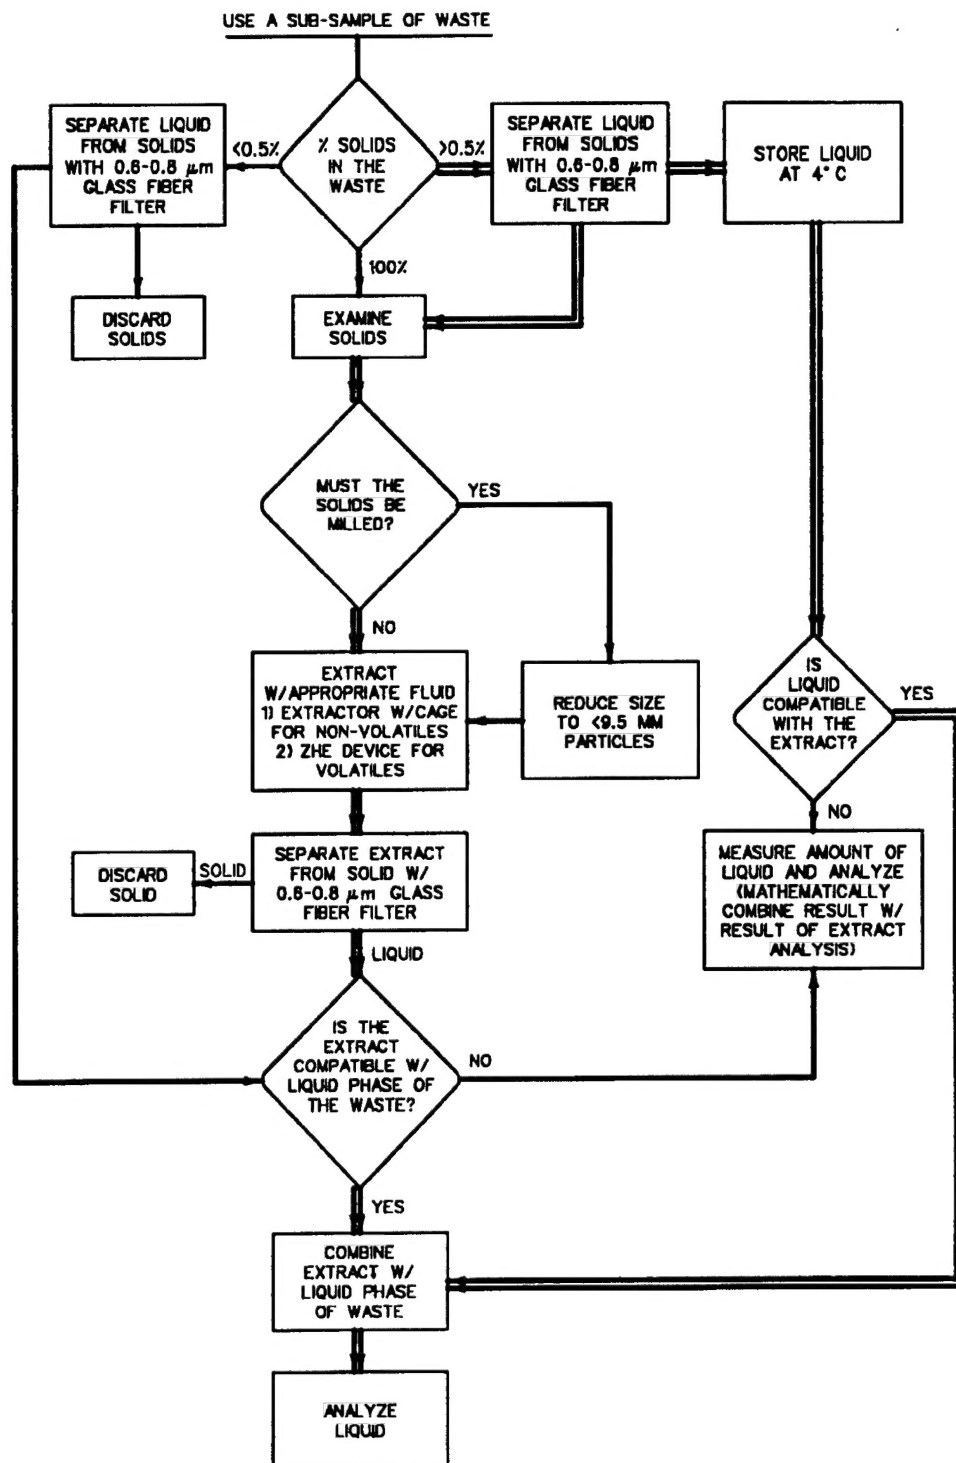 USE A SUB-SAMPLE OF WASTE
SEPARATE LIQUID
FROM SOLIDS
WITH 0.6-0.8 μm
GLASS FIBER
FILTER
<0.5%
% SOLIDS
IN THE
WASTE
>0.5%
SEPARATE LIQUID
FROM SOLIDS
WITH 0.6-0.8 μm
GLASS FIBER
FILTER
STORE LIQUID
AT 4° C
100%
DISCARD
SOLIDS
EXAMINE
SOLIDS
MUST THE
SOLIDS BE
MILLED?
YES
NO
EXTRACT
W/APPROPRIATE FLUID
1) EXTRACTOR W/CAGE
FOR NON-VOLATILES
2) ZHE DEVICE FOR
VOLATILES
REDUCE SIZE
TO <9.5 MM
PARTICLES
IS
LIQUID
COMPATIBLE
WITH THE
EXTRACT?
YES
NO
DISCARD
SOLID
SOLID
SEPARATE EXTRACT
FROM SOLID W/
0.6-0.8 μm GLASS
FIBER FILTER
MEASURE AMOUNT OF
LIQUID AND ANALYZE
(MATHEMATICALLY
COMBINE RESULT W/
RESULT OF EXTRACT
ANALYSIS)
LIQUID
IS THE
EXTRACT
COMPATIBLE W/
LIQUID PHASE OF
THE WASTE?
NO
YES
COMBINE
EXTRACT W/
LIQUID PHASE
OF WASTE
ANALYZE
LIQUID